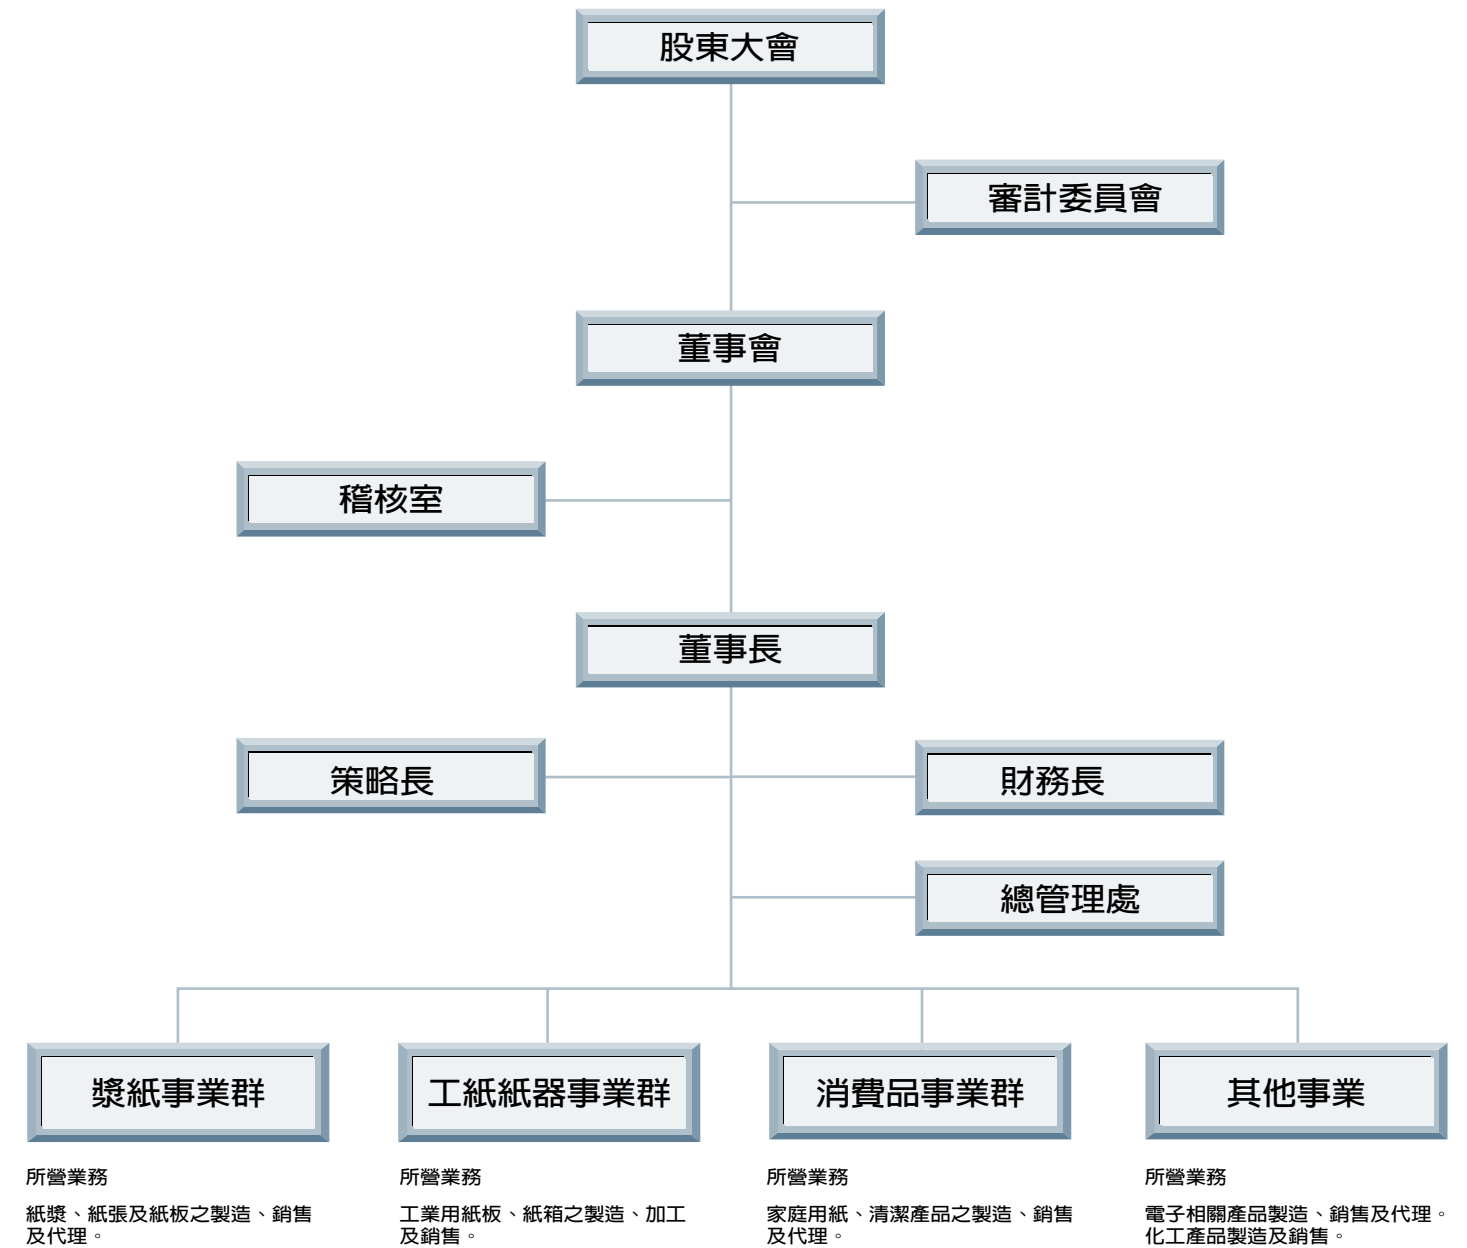 股東大會
審計委員會
董事會
稽核室
董事長
策略長
財務長
總管理處
漿紙事業群
工紙紙器事業群
消費品事業群
其他事業
所營業務
紙漿、紙張及紙板之製造、銷售
及代理。
所營業務
工業用紙板、紙箱之製造、加工
及銷售。
所營業務
家庭用紙、清潔產品之製造、銷售
及代理。
所營業務
電子相關產品製造、銷售及代理。
化工產品製造及銷售。